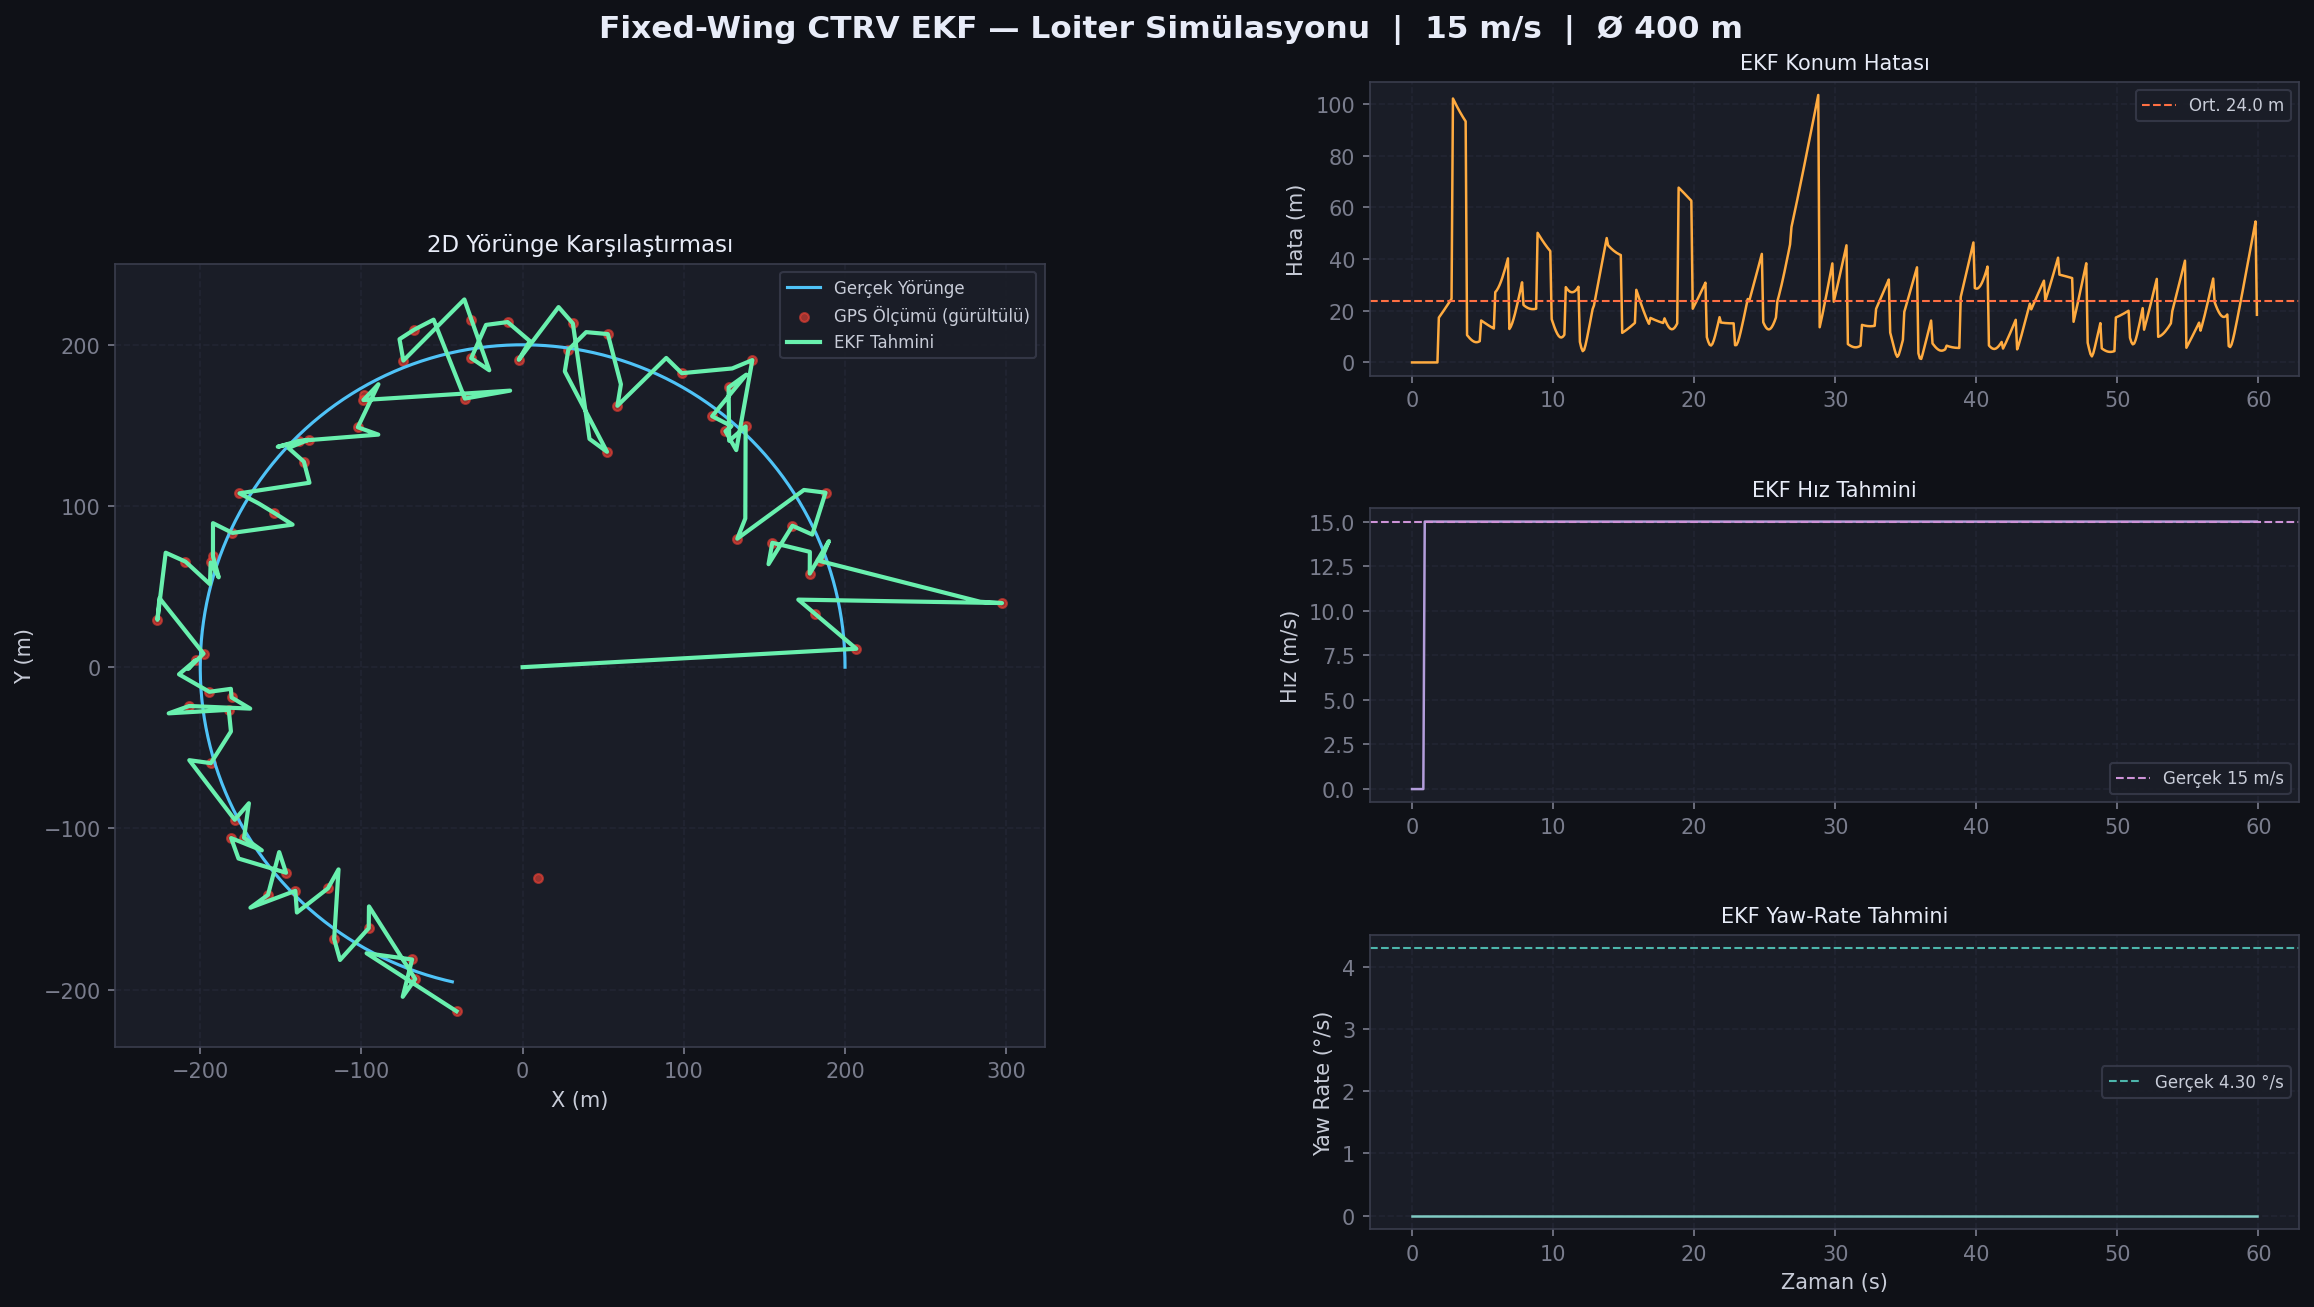 Fixed-Wing CTRV EKF — Loiter Simülasyonu | 15 m/s | Ø 400 m
2D Yörünge Karşılaştırması
Gerçek Yörünge
GPS Ölçümü (gürültülü)
EKF Tahmini
200
100
0
−100
−200
Y (m)
−200 −100 0 100 200 300
X (m)
EKF Konum Hatası
Ort. 24.0 m
100
80
60
40
20
0
Hata (m)
0 10 20 30 40 50 60
EKF Hız Tahmini
15.0
12.5
10.0
7.5
5.0
2.5
0.0
Hız (m/s)
Gerçek 15 m/s
0 10 20 30 40 50 60
EKF Yaw-Rate Tahmini
4
3
2
1
0
Yaw Rate (°/s)
Gerçek 4.30 °/s
0 10 20 30 40 50 60
Zaman (s)